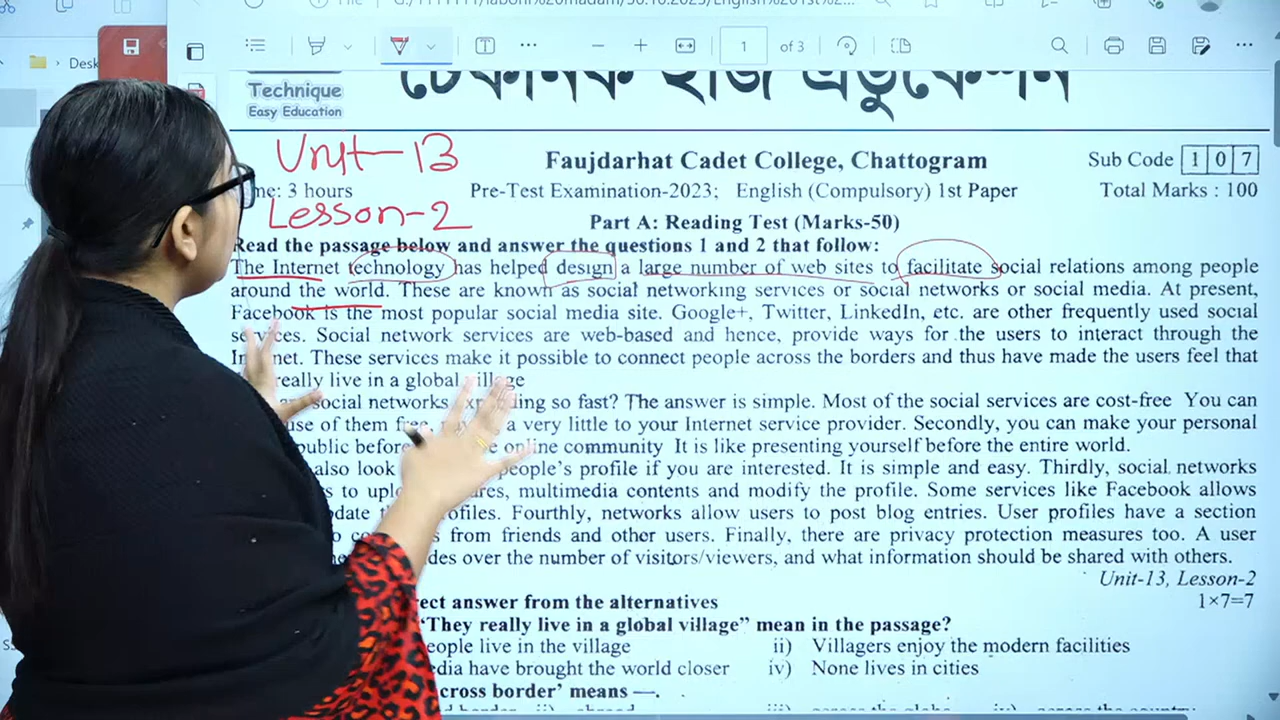 1 of 3
Desk
টেকনিক ইজি এডুকেশন
Technique
Easy Education
Unit-13
Faujdarhat Cadet College, Chattogram
Sub Code 1 0 7
me: 3 hours
Pre-Test Examination-2023; English (Compulsory) 1st Paper
Total Marks : 100
Lesson-2
Part A: Reading Test (Marks-50)
Read the passage below and answer the questions 1 and 2 that follow:
The Internet technology has helped design a large number of web sites to facilitate social relations among people
around the world. These are known as social networking services or social networks or social media. At present,
Facebook is the most popular social media site. Google+, Twitter, LinkedIn, etc. are other frequently used social
services. Social network services are web-based and hence, provide ways for the users to interact through the
Internet. These services make it possible to connect people across the borders and thus have made the users feel that
really live in a global village
social networks expanding so fast? The answer is simple. Most of the social services are cost-free You can
use of them free, a very little to your Internet service provider. Secondly, you can make your personal
public before online community It is like presenting yourself before the entire world.
also look people's profile if you are interested. It is simple and easy. Thirdly, social networks
to multimedia contents and modify the profile. Some services like Facebook allows
Fourthly, networks allow users to post blog entries. User profiles have a section
from friends and other users. Finally, there are privacy protection measures too. A user
over the number of visitors/viewers, and what information should be shared with others.
Unit-13, Lesson-2
rect answer from the alternatives
1×7=7
"They really live in a global village" mean in the passage?
eople live in the village
ii) Villagers enjoy the modern facilities
edia have brought the world closer
iv) None lives in cities
cross border' means —.